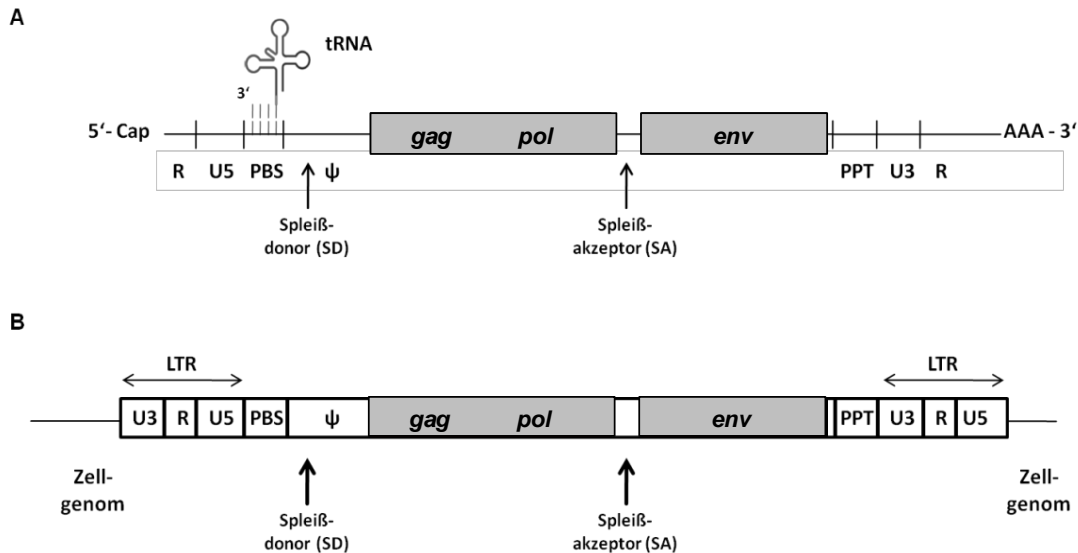 A
tRNA
3‘
5‘- Cap
gag pol env
AAA - 3‘
R U5 PBS ψ PPT U3 R
Spleiß-
donor (SD)
Spleiß-
akzeptor (SA)
B
LTR
LTR
U3 R U5 PBS ψ gag pol env PPT U3 R U5
Zell-
genom
Spleiß-
donor (SD)
Spleiß-
akzeptor (SA)
Zell-
genom